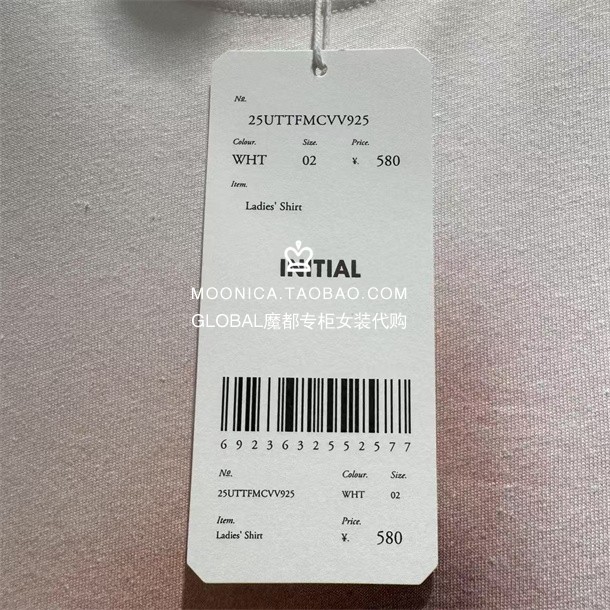 Nr.
25UTTFMCVV925
Colour. Size. Price.
WHT 02 ¥. 580
Item.
Ladies' Shirt
INITIAL
MOONICA.TAOBAO.COM
GLOBAL魔都专柜女装代购
6923632552577
Nr. Colour. Size.
25UTTFMCVV925 WHT 02
Item. Price.
Ladies' Shirt ¥. 580